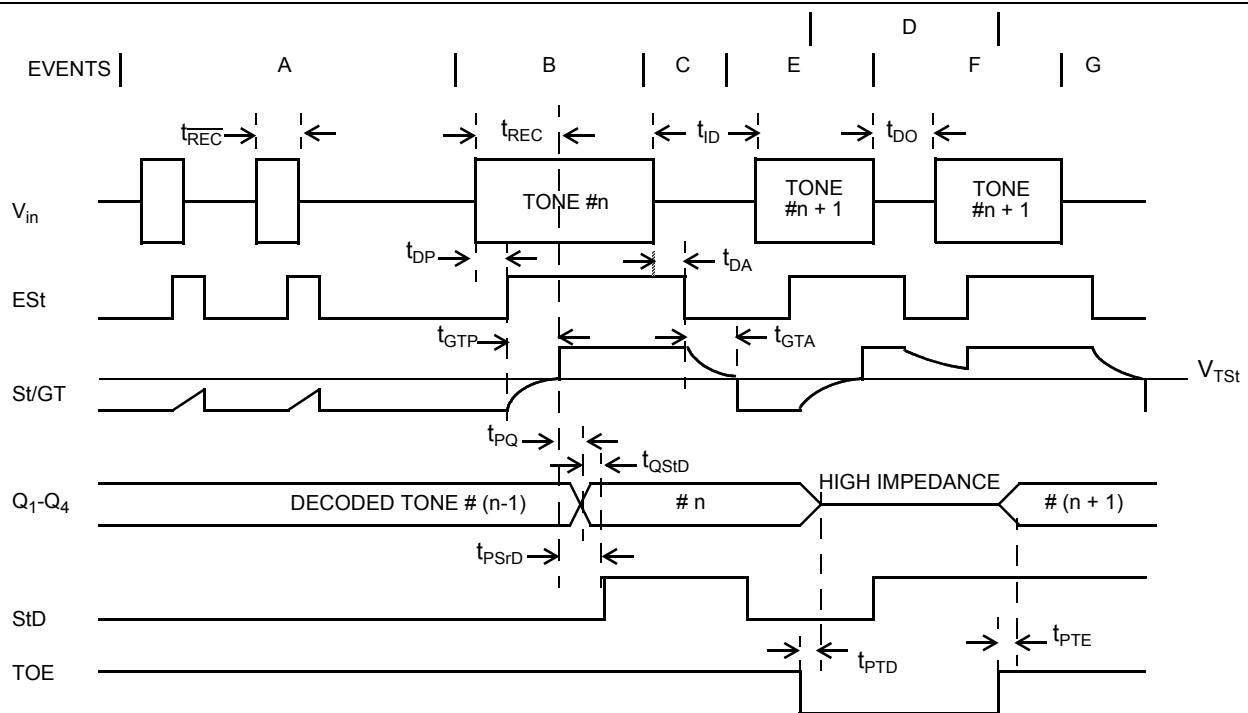 D
EVENTS A B C E F G
tREC tREC tID tDO
Vin TONE #n TONE #n + 1 TONE #n + 1
tDP tDA
ESt
tGTP tGTA
VTSt
St/GT
tPQ
tQStD
HIGH IMPEDANCE
Q1-Q4 DECODED TONE # (n-1) # n # (n + 1)
tPSrD
StD
tPTD tPTE
TOE